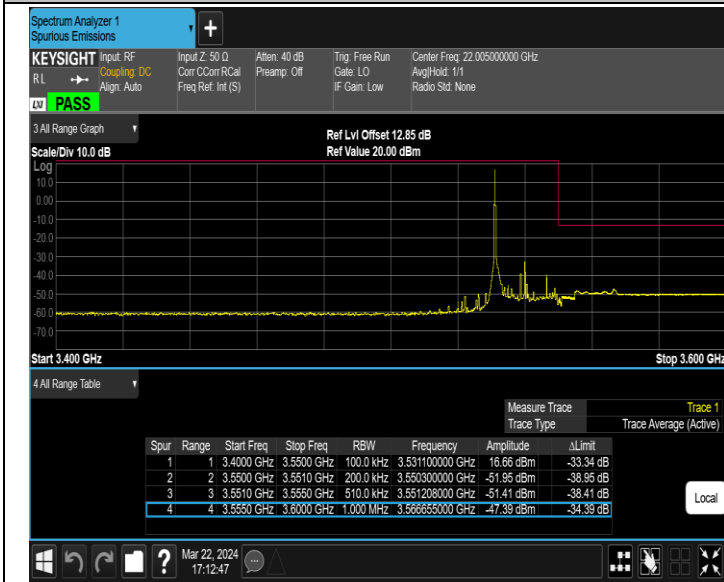 Spectrum Analyzer 1
Spurious Emissions
+
KEYSIGHT Input: RF Input Z: 50 Ω Atten: 40 dB Trig: Free Run Center Freq: 22.005000000 GHz
RL Coupling: DC Corr CCorr RCal Preamp: Off Gate: LO Avg|Hold: 1/1
Align: Auto Freq Ref: Int (S) IF Gain: Low Radio Std: None
LXI PASS
3 All Range Graph
Ref Lvl Offset 12.85 dB
Scale/Div 10.0 dB Ref Value 20.00 dBm
Log
10.0
0.00
-10.0
-20.0
-30.0
-40.0
-50.0
-60.0
-70.0
Start 3.400 GHz Stop 3.600 GHz
4 All Range Table
Measure Trace Trace 1
Trace Type Trace Average (Active)
Spur Range Start Freq Stop Freq RBW Frequency Amplitude ΔLimit
1 1 3.4000 GHz 3.5500 GHz 100.0 kHz 3.531100000 GHz 16.66 dBm -33.34 dB
2 2 3.5500 GHz 3.5510 GHz 200.0 kHz 3.550300000 GHz -51.95 dBm -38.95 dB
3 3 3.5510 GHz 3.5550 GHz 510.0 kHz 3.551208000 GHz -51.41 dBm -38.41 dB
4 4 3.5550 GHz 3.6000 GHz 1.000 MHz 3.566655000 GHz -47.39 dBm -34.39 dB
Local
? Mar 22, 2024
17:12:47